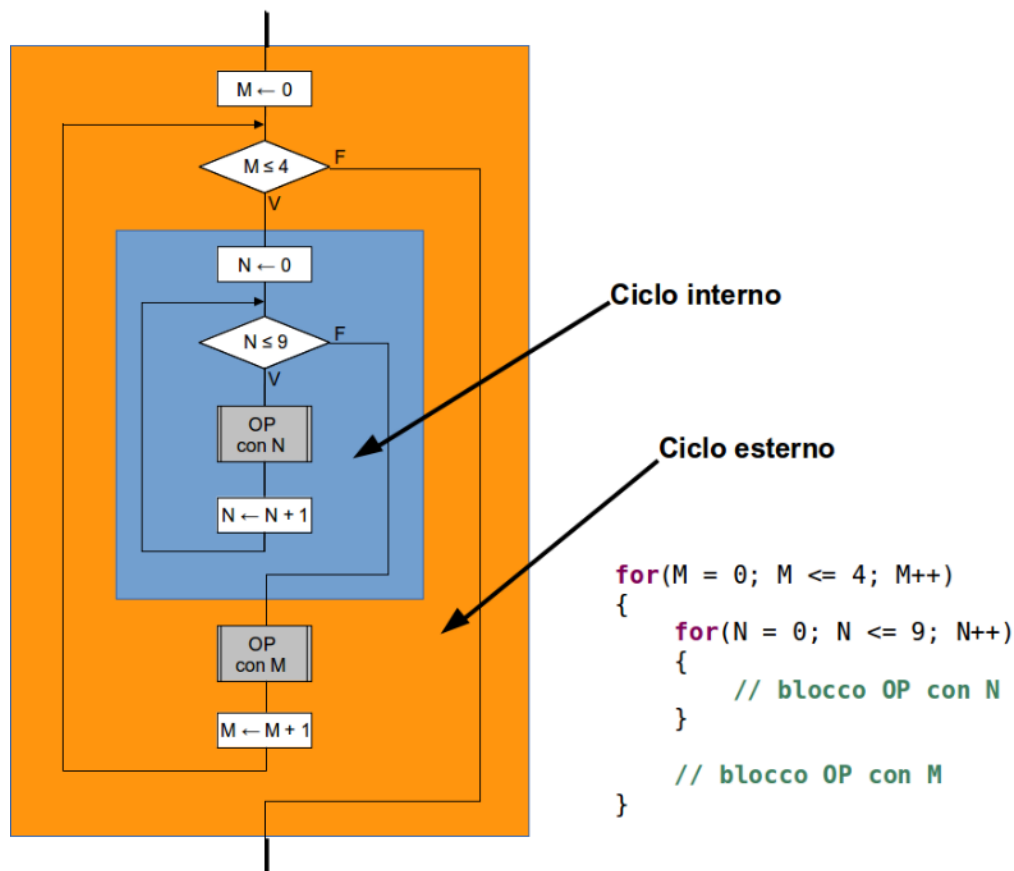 M ← 0
M ≤ 4
F
V
N ← 0
N ≤ 9
F
V
OP
con N
N ← N + 1
OP
con M
M ← M + 1
Ciclo interno
Ciclo esterno
for(M = 0; M <= 4; M++)
{
    for(N = 0; N <= 9; N++)
    {
        // blocco OP con N
    }
    // blocco OP con M
}